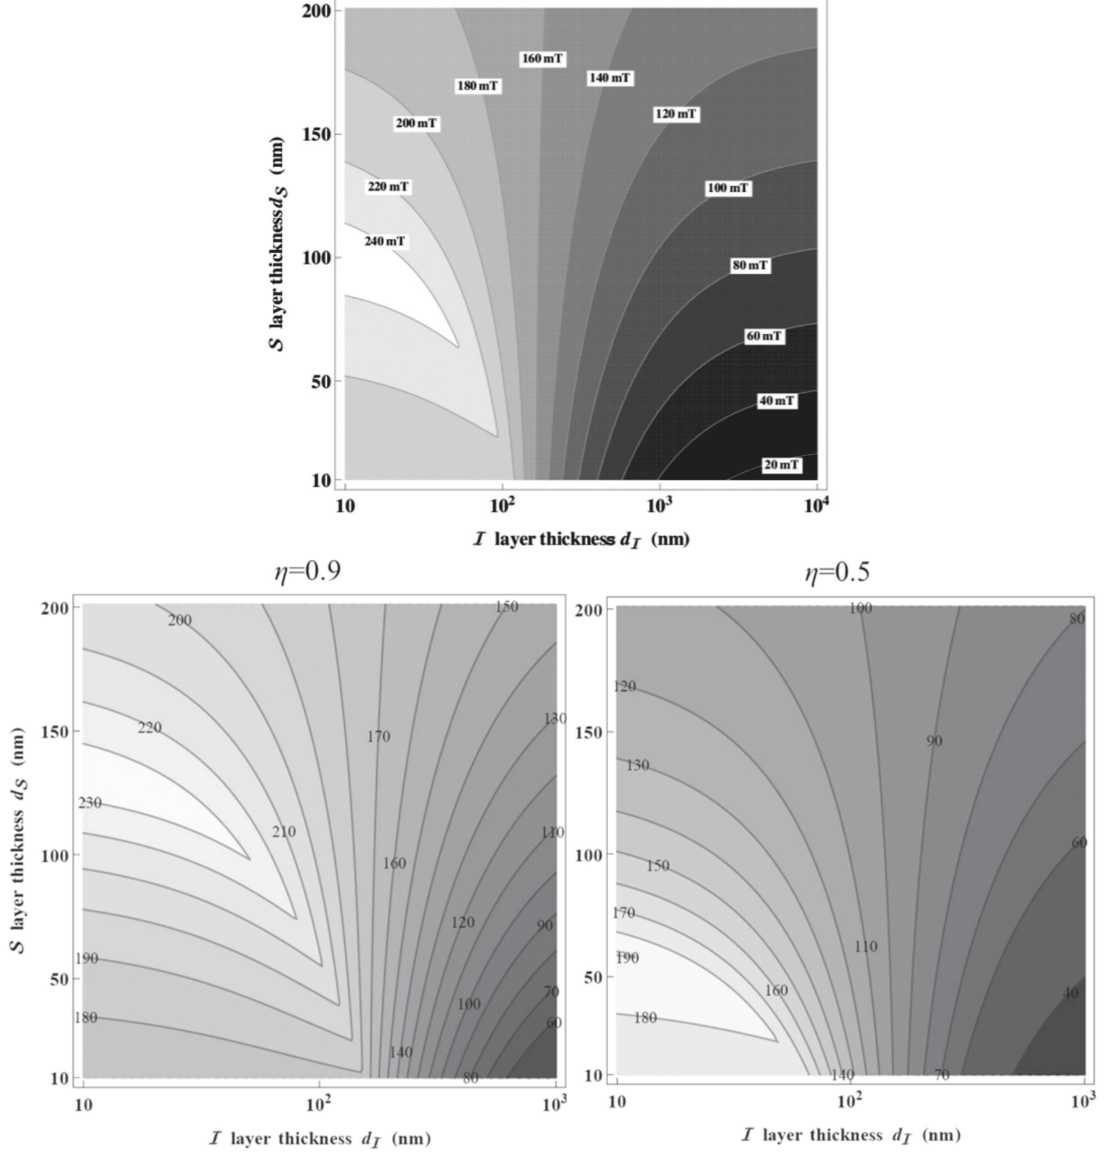 200
160 mT
140 mT
180 mT
120 mT
200 mT
150
220 mT
100 mT
240 mT
100
80 mT
60 mT
50
40 mT
20 mT
10
10 10² 10³ 10⁴
𝒮 layer thickness d𝒮 (nm)
ℐ layer thickness dℐ (nm)
η=0.9
200
150
200
220
150
170
130
230
210
110
100
160
120
90
190
50
100
70
180
60
140
10
80
10 10² 10³
𝒮 layer thickness d𝒮 (nm)
ℐ layer thickness dℐ (nm)
η=0.5
200
100
80
120
150
90
130
60
100
150
170
110
190
50
160
40
180
10
140
70
10 10² 10³
ℐ layer thickness dℐ (nm)